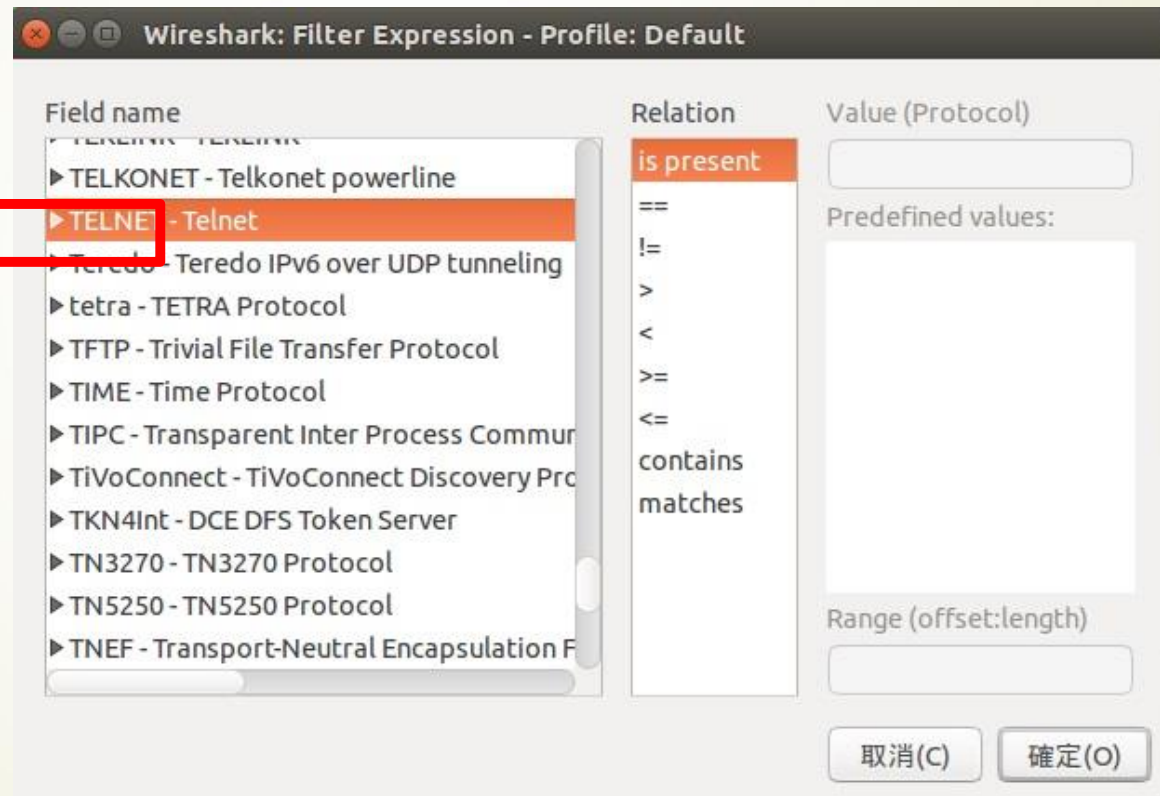 Wireshark: Filter Expression - Profile: Default
Field name
Relation
Value (Protocol)
TELKONET - Telkonet powerline
TELNET - Telnet
Teredo - Teredo IPv6 over UDP tunneling
tetra - TETRA Protocol
TFTP - Trivial File Transfer Protocol
TIME - Time Protocol
TIPC - Transparent Inter Process Commur
TiVoConnect - TiVoConnect Discovery Prc
TKN4Int - DCE DFS Token Server
TN3270 - TN3270 Protocol
TN5250 - TN5250 Protocol
TNEF - Transport-Neutral Encapsulation F
is present
==
!=
>
<
>=
<=
contains
matches
Predefined values:
Range (offset:length)
取消(C)
確定(O)